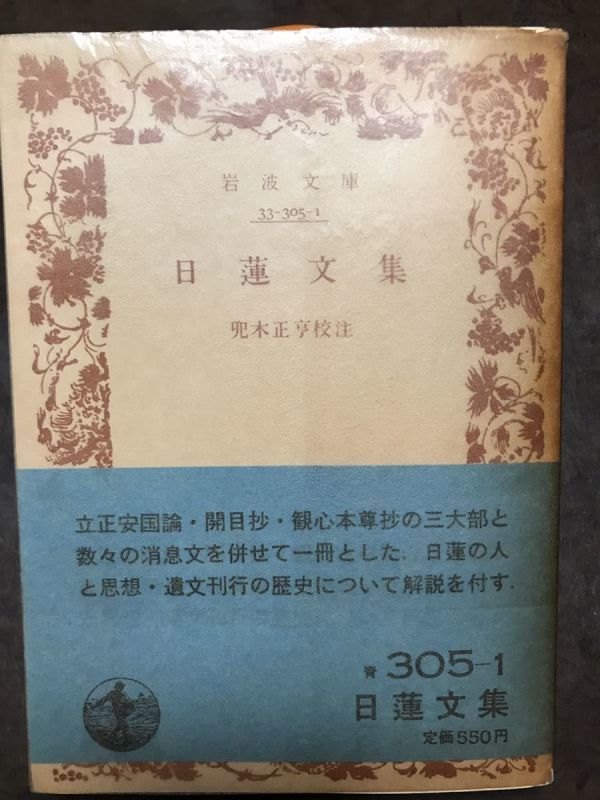 岩波文庫
33-305-1
日蓮文集
兜木正亨校注
立正安国論・開目抄・観心本尊抄の三大部と
数々の消息文を併せて一冊とした. 日蓮の人
と思想・遺文刊行の歴史について解説を付す.
青 305-1
日蓮文集
定価550円